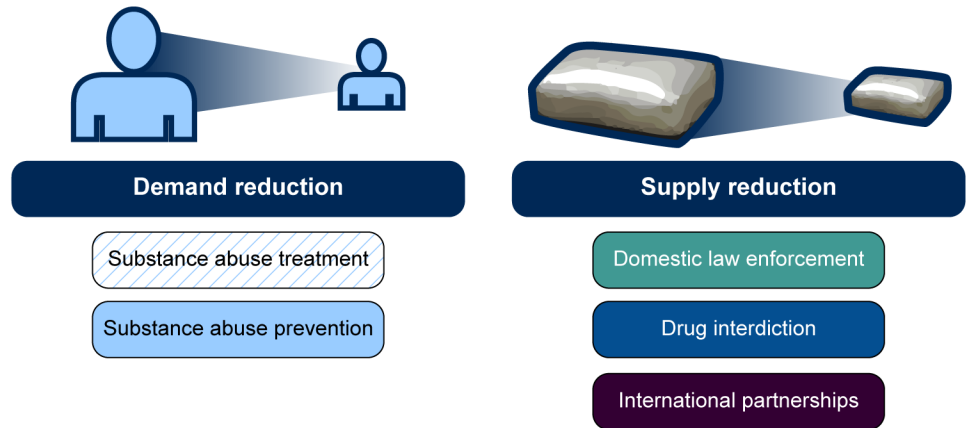 Demand reduction
Substance abuse treatment
Substance abuse prevention
Supply reduction
Domestic law enforcement
Drug interdiction
International partnerships